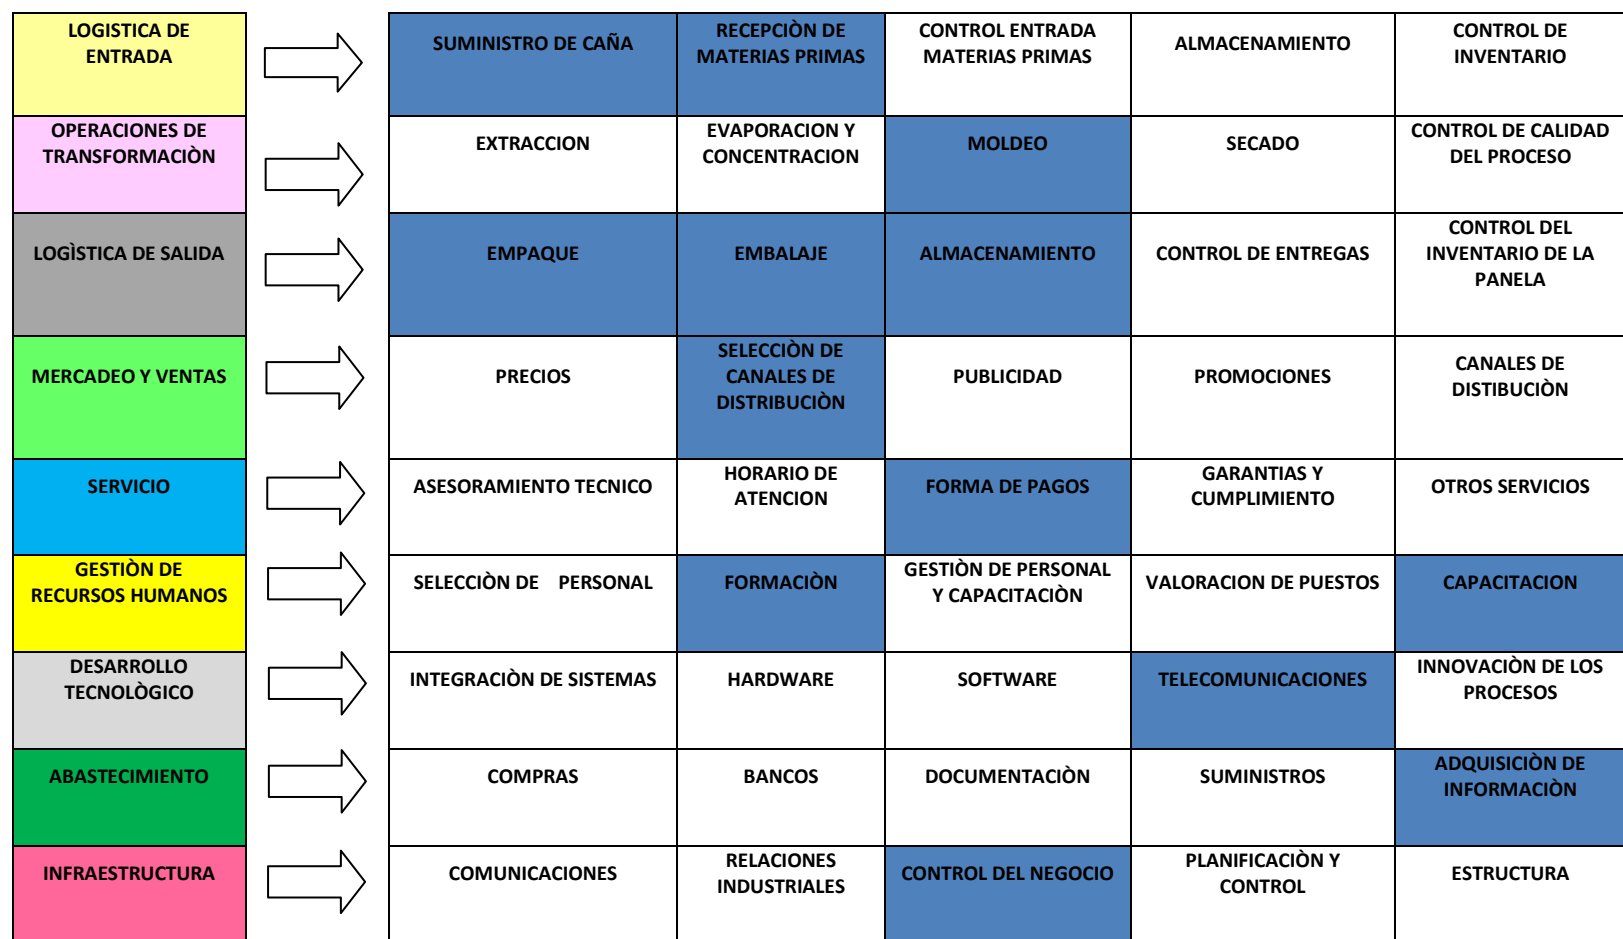 LOGISTICA DE
ENTRADA
SUMINISTRO DE CAÑA
RECEPCIÒN DE
MATERIAS PRIMAS
CONTROL ENTRADA
MATERIAS PRIMAS
ALMACENAMIENTO
CONTROL DE
INVENTARIO
OPERACIONES DE
TRANSFORMACIÒN
EXTRACCION
EVAPORACION Y
CONCENTRACION
MOLDEO
SECADO
CONTROL DE CALIDAD
DEL PROCESO
LOGÌSTICA DE SALIDA
EMPAQUE
EMBALAJE
ALMACENAMIENTO
CONTROL DE ENTREGAS
CONTROL DEL
INVENTARIO DE LA
PANELA
MERCADEO Y VENTAS
PRECIOS
SELECCIÒN DE
CANALES DE
DISTRIBUCIÒN
PUBLICIDAD
PROMOCIONES
CANALES DE
DISTIBUCIÒN
SERVICIO
ASESORAMIENTO TECNICO
HORARIO DE
ATENCION
FORMA DE PAGOS
GARANTIAS Y
CUMPLIMIENTO
OTROS SERVICIOS
GESTIÒN DE
RECURSOS HUMANOS
SELECCIÒN DE PERSONAL
FORMACIÒN
GESTIÒN DE PERSONAL
Y CAPACITACIÒN
VALORACION DE PUESTOS
CAPACITACION
DESARROLLO
TECNOLÒGICO
INTEGRACIÒN DE SISTEMAS
HARDWARE
SOFTWARE
TELECOMUNICACIONES
INNOVACIÒN DE LOS
PROCESOS
ABASTECIMIENTO
COMPRAS
BANCOS
DOCUMENTACIÒN
SUMINISTROS
ADQUISICIÒN DE
INFORMACIÒN
INFRAESTRUCTURA
COMUNICACIONES
RELACIONES
INDUSTRIALES
CONTROL DEL NEGOCIO
PLANIFICACIÒN Y
CONTROL
ESTRUCTURA